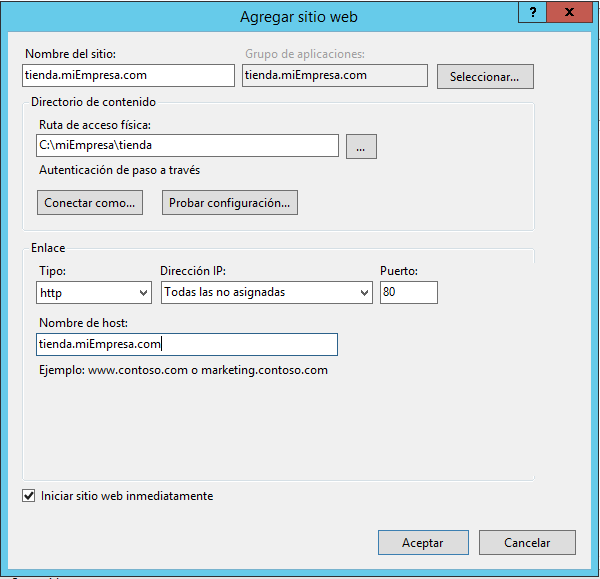 Agregar sitio web
? x
Nombre del sitio: Grupo de aplicaciones:
tienda.miEmpresa.com tienda.miEmpresa.com Seleccionar...
Directorio de contenido
Ruta de acceso física:
C:\miEmpresa\tienda ...
Autenticación de paso a través
Conectar como... Probar configuración...
Enlace
Tipo: Dirección IP: Puerto:
http Todas las no asignadas 80
Nombre de host:
tienda.miEmpresa.com
Ejemplo: www.contoso.com o marketing.contoso.com
Iniciar sitio web inmediatamente
Aceptar Cancelar